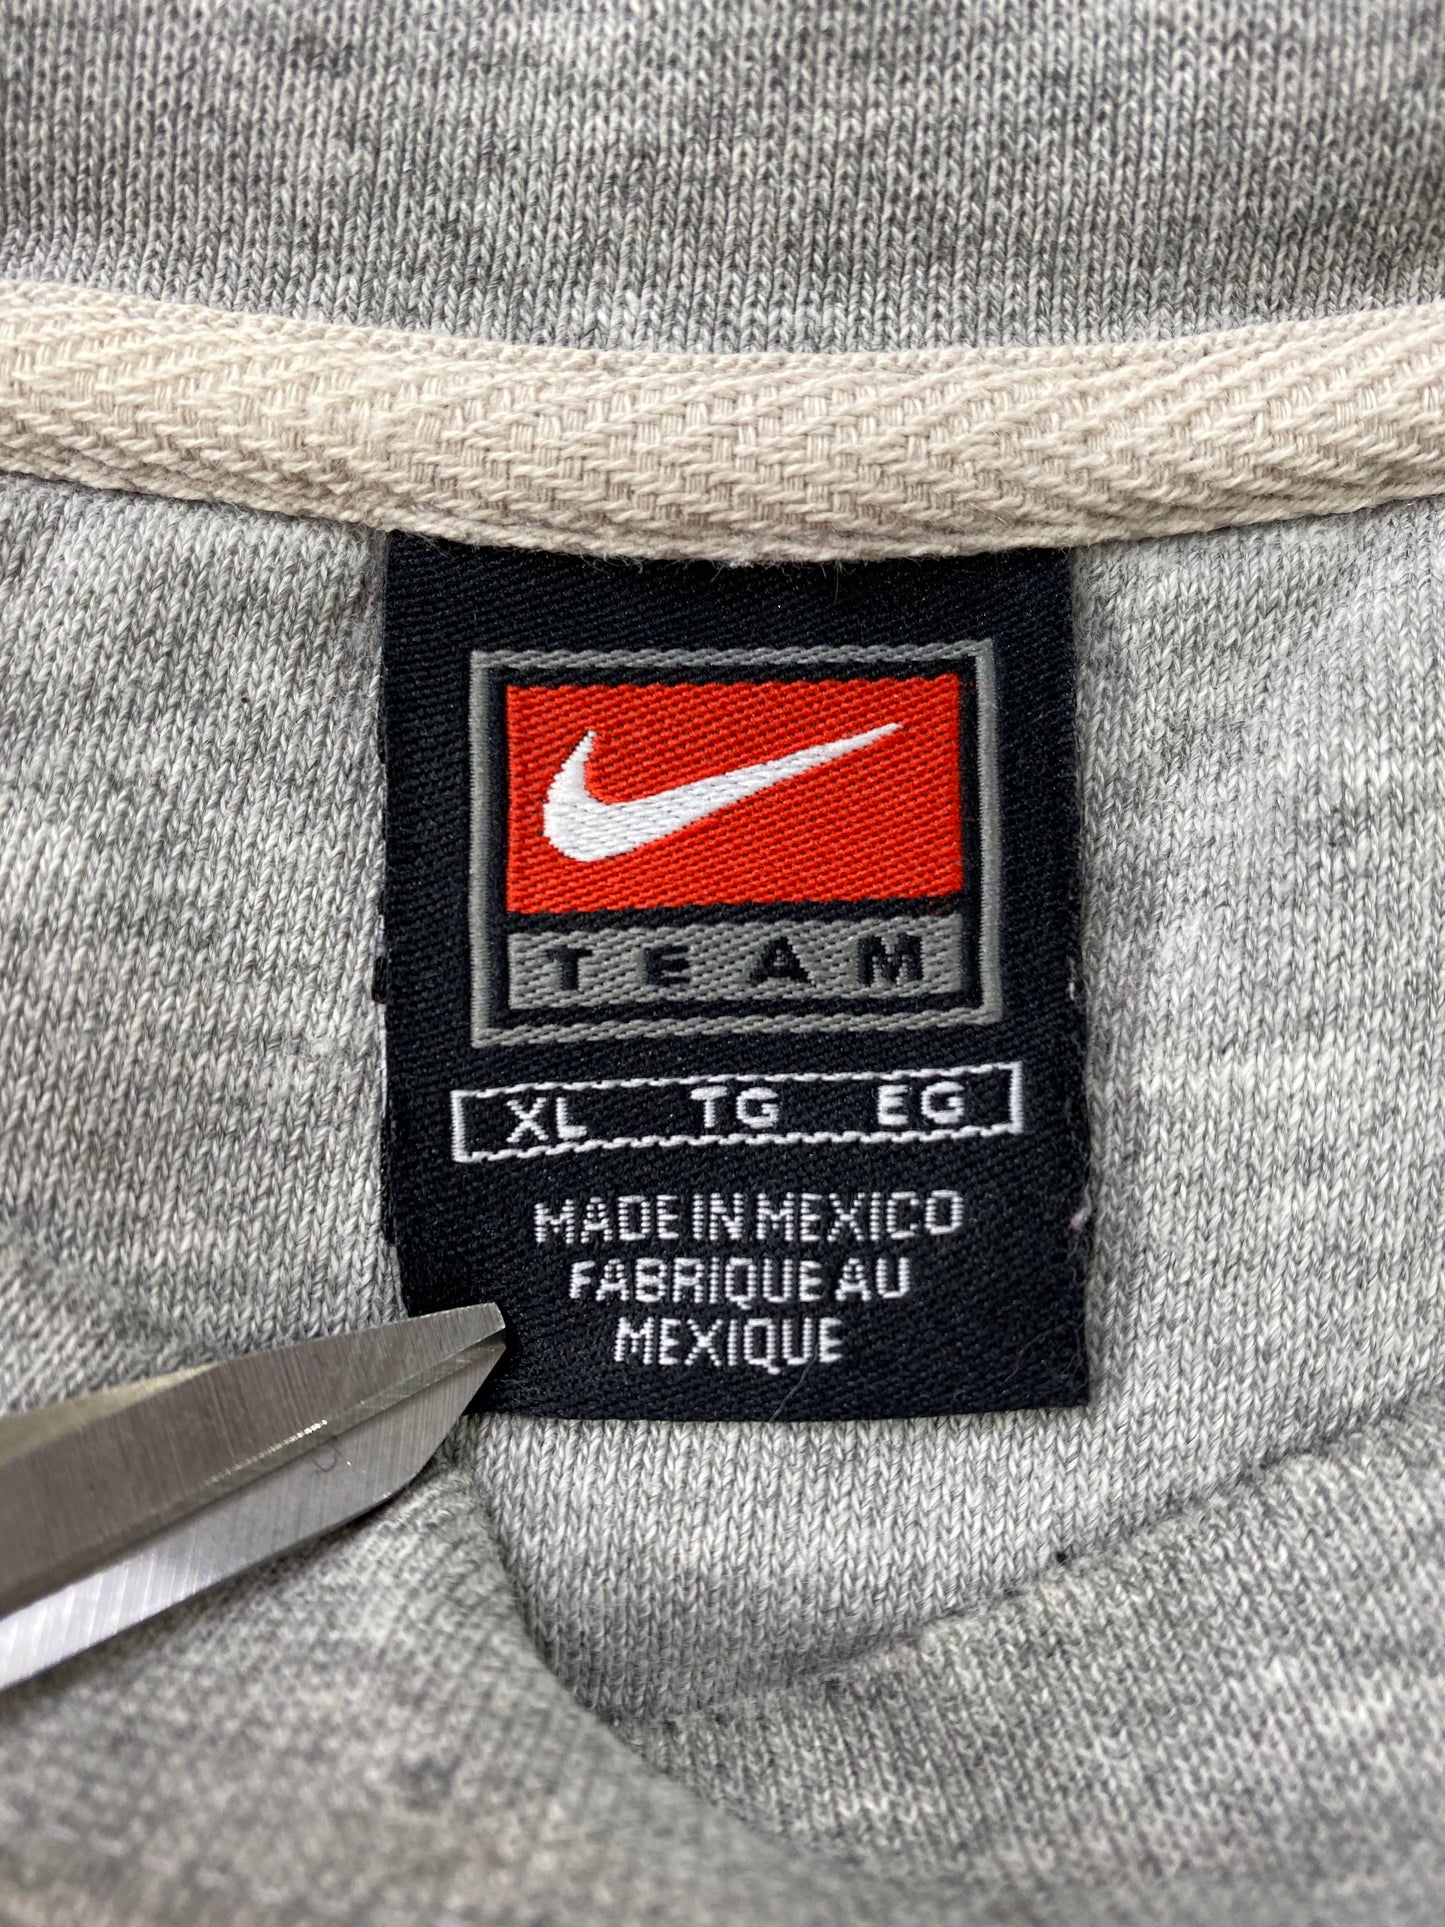 TEAM
XL TG EG
MADE IN MEXICO
FABRIQUE AU
MEXIQUE